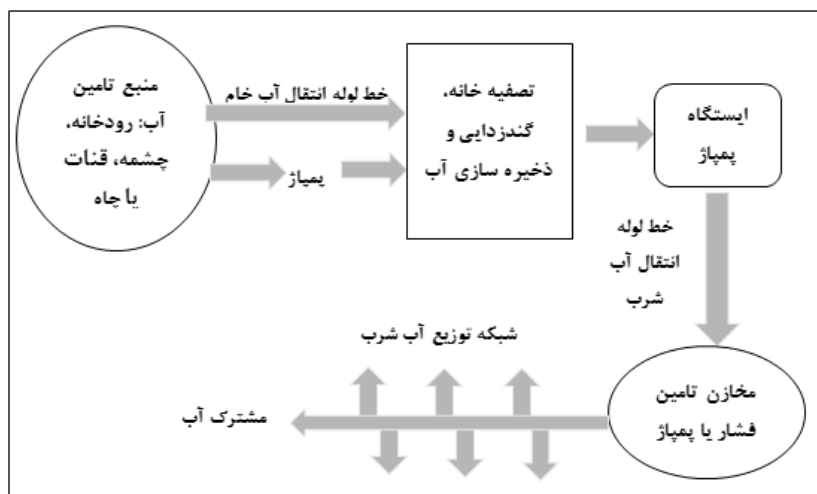 منبع تامین
آب: رودخانه،
چشمه، قنات
یا چاه
خط لوله انتقال آب خام
پمپاژ
تصفیه خانه،
گندزدایی و
ذخیره سازی آب
ایستگاه
پمپاژ
خط لوله
انتقال آب
شرب
مخازن تامین
فشار یا پمپاژ
شبکه توزیع آب شرب
مشترک آب